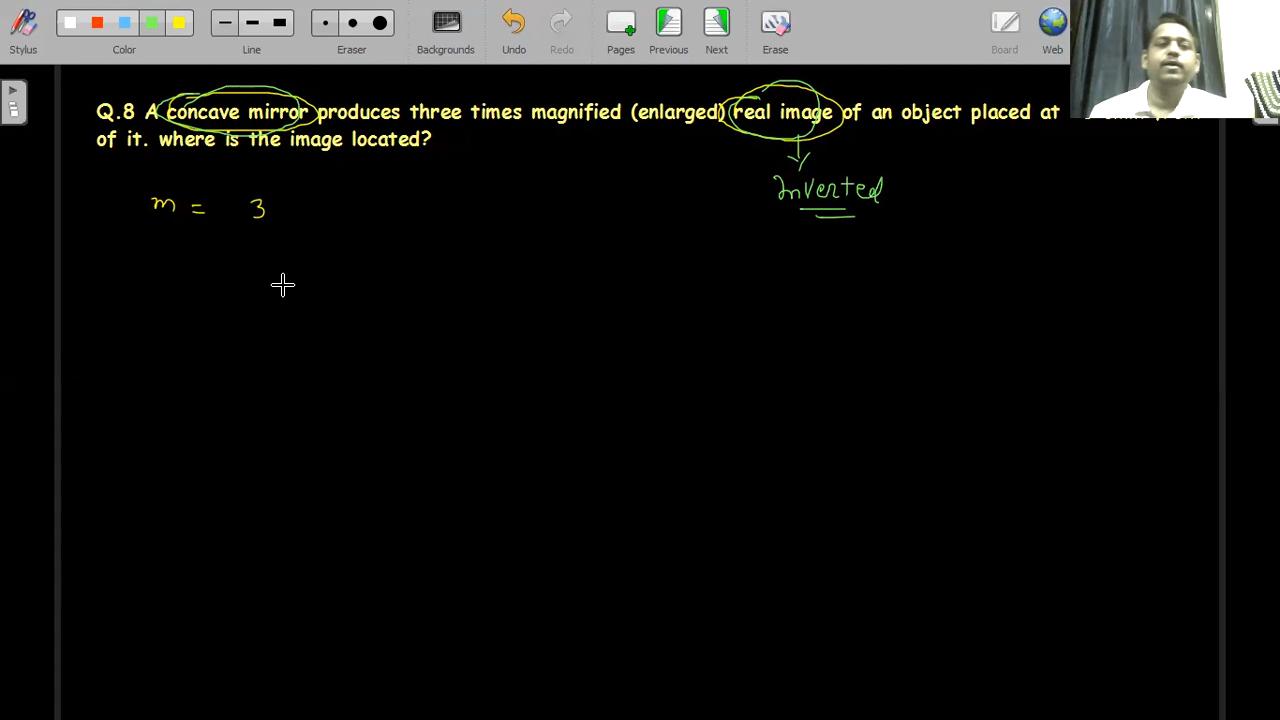 Stylus Color Line Eraser Backgrounds Undo Redo Pages Previous Next Erase Board Web
Q.8 A concave mirror produces three times magnified (enlarged) real image of an object placed at
of it. where is the image located?
Inverted
m = 3